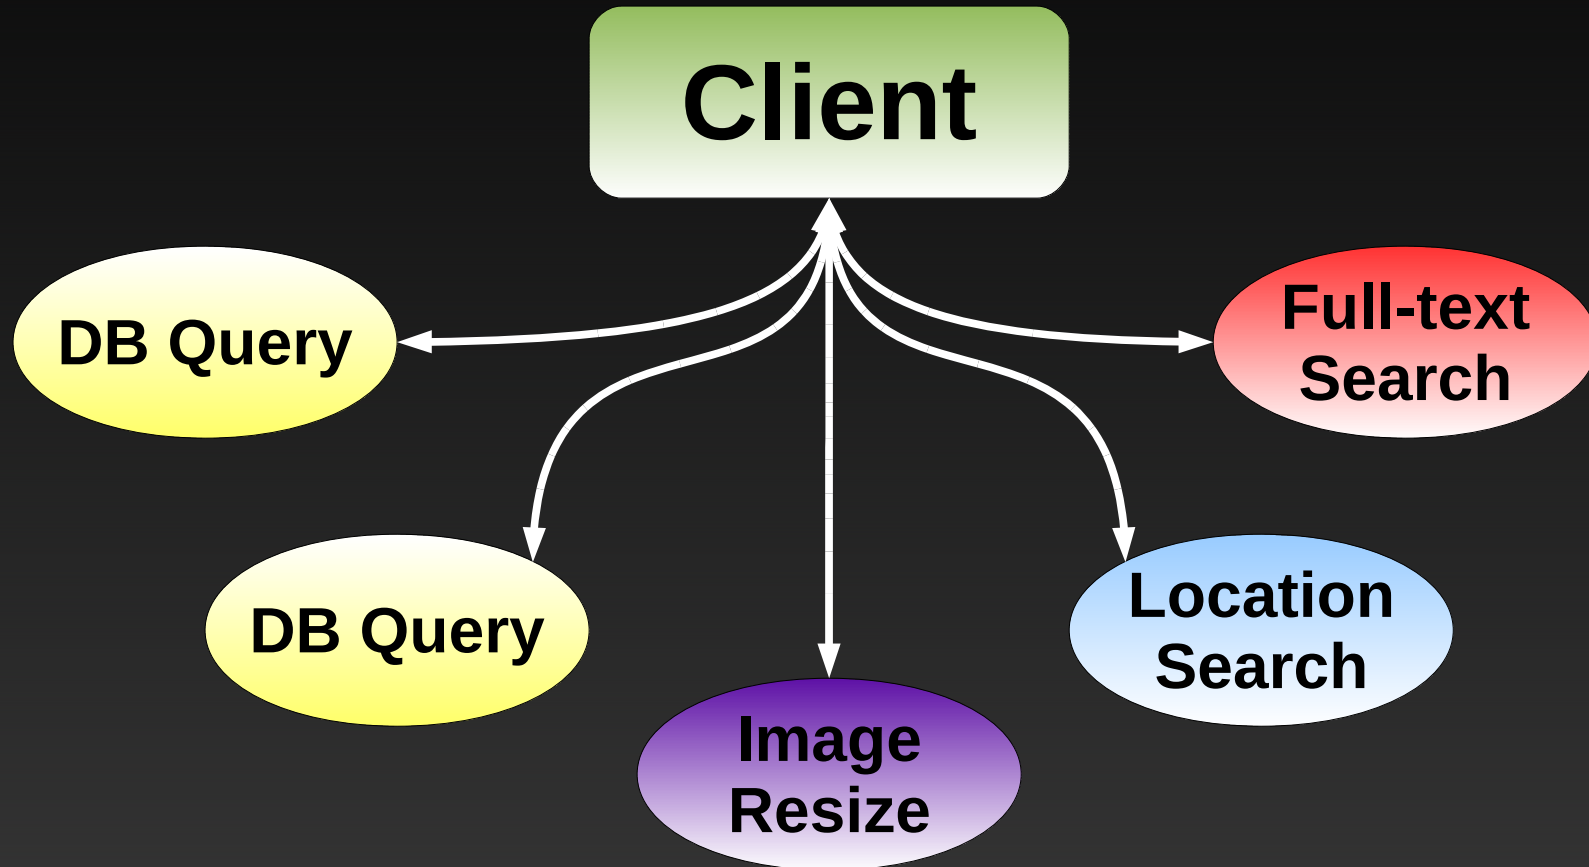 Client
DB Query
Full-text
Search
DB Query
Location
Search
Image
Resize